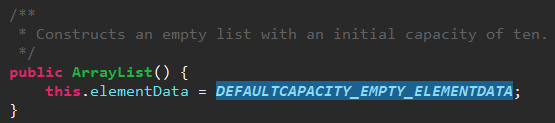 /**
* Constructs an empty list with an initial capacity of ten.
*/
public ArrayList() {
this.elementData = DEFAULTCAPACITY_EMPTY_ELEMENTDATA;
}